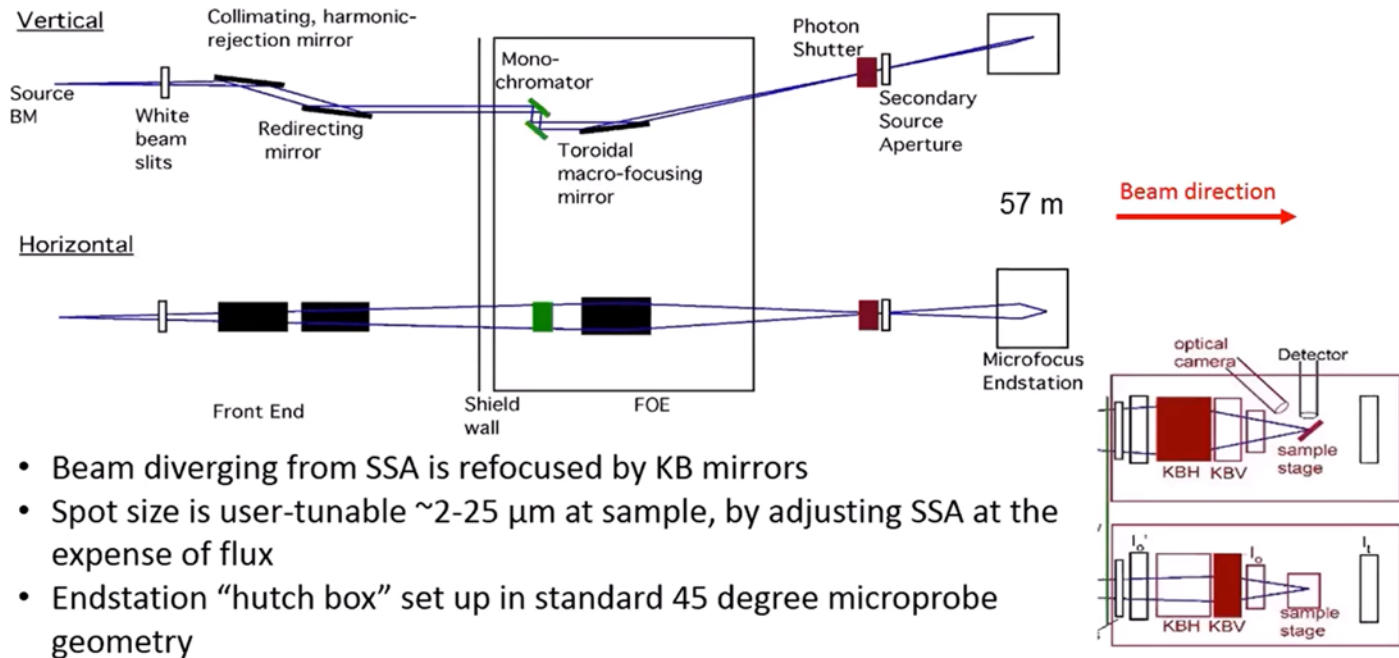 Vertical
Collimating, harmonic-
rejection mirror
Source
BM
White
beam
slits
Redirecting
mirror
Mono-
chromator
Toroidal
macro-focusing
mirror
Photon
Shutter
Secondary
Source
Aperture
57 m
Beam direction
Horizontal
Front End
Shield
wall
FOE
Microfocus
Endstation
optical
camera
Detector
KBH
KBV
sample
stage
I₀'
I₀
Iₜ
KBH
KBV
sample
stage
• Beam diverging from SSA is refocused by KB mirrors
• Spot size is user-tunable ~2-25 µm at sample, by adjusting SSA at the
expense of flux
• Endstation “hutch box” set up in standard 45 degree microprobe
geometry